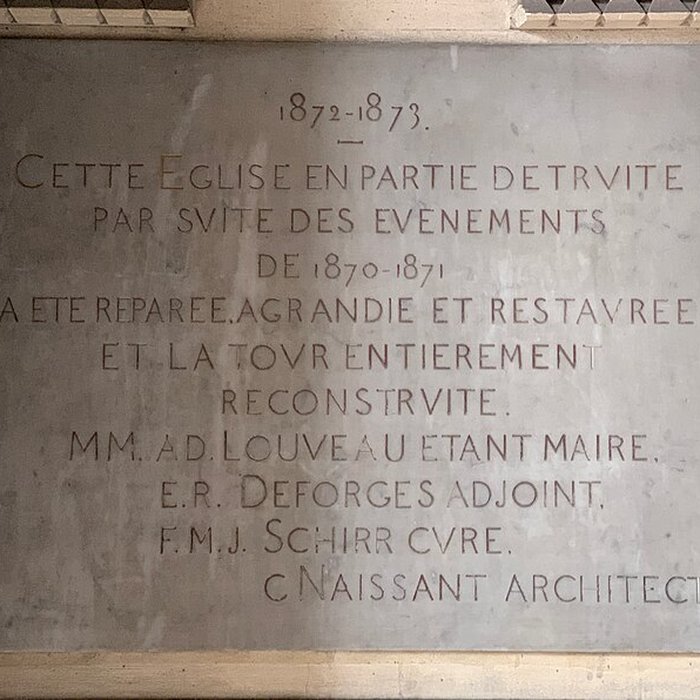 1872-1873.
CETTE EGLISE EN PARTIE DETRVITE
PAR SVITE DES EVENEMENTS
DE 1870-1871
A ETE REPAREE, AGRANDIE ET RESTAVREE
ET LA TOVR ENTIEREMENT
RECONSTRVITE.
MM. AD. LOUVEAU ETANT MAIRE.
E.R. DEFORGES ADJOINT.
F.M.J. SCHIRR CVRE.
C NAISSANT ARCHITECT